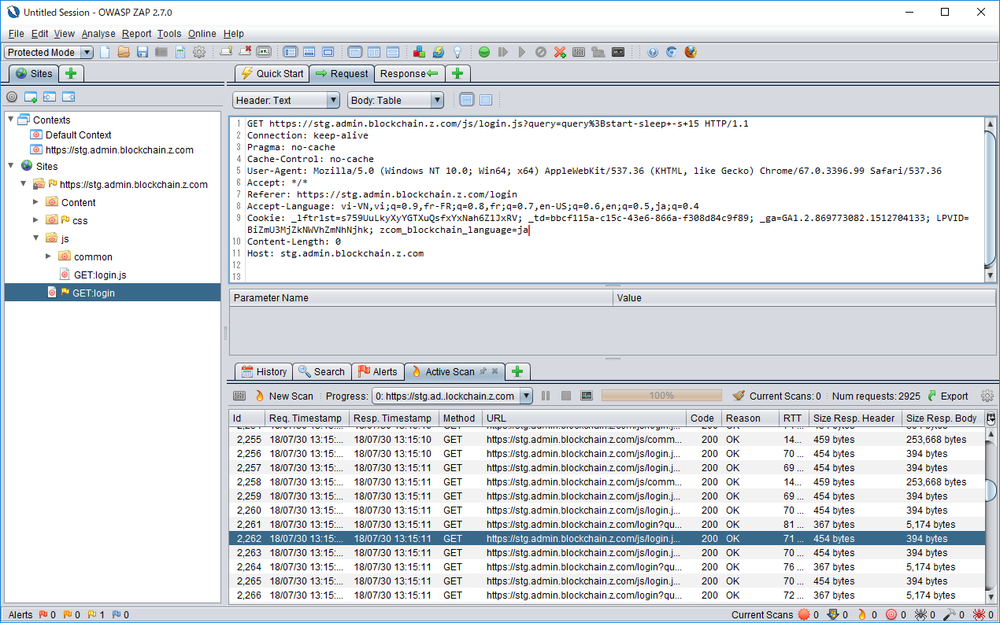 Untitled Session - OWASP ZAP 2.7.0
File Edit View Analyse Report Tools Online Help
Protected Mode
Sites
Quick Start Request Response
Header: Text Body: Table
Contexts
Default Context
https://stg.admin.blockchain.z.com
Sites
https://stg.admin.blockchain.z.com
Content
css
js
common
GET:login.js
GET:login
1 GET https://stg.admin.blockchain.z.com/js/login.js?query=query%3Bstart-sleep+-s+15 HTTP/1.1
2 Connection: keep-alive
3 Pragma: no-cache
4 Cache-Control: no-cache
5 User-Agent: Mozilla/5.0 (Windows NT 10.0; Win64; x64) AppleWebKit/537.36 (KHTML, like Gecko) Chrome/67.0.3396.99 Safari/537.36
6 Accept: */*
7 Referer: https://stg.admin.blockchain.z.com/login
8 Accept-Language: vi-VN,vi;q=0.9,fr-FR;q=0.8,fr;q=0.7,en-US;q=0.6,en;q=0.5,ja;q=0.4
9 Cookie: _lftr1st=s759UuLkyXyYGTXuQsfxYxNah6Z1JxRV; _td=bbcf115a-c15c-43e6-866a-f308d84c9f89; _ga=GA1.2.869773082.1512704133; LPVID=
BiZmU3MjZkNWVhZmNhNjhk; zcom_blockchain_language=ja
10 Content-Length: 0
11 Host: stg.admin.blockchain.z.com
12
13
Parameter Name Value
History Search Alerts Active Scan
New Scan Progress: 0: https://stg.ad..lockchain.z.com 100% Current Scans: 0 Num requests: 2925 Export
Id Req. Timestamp Resp. Timestamp Method URL Code Reason RTT Size Resp. Header Size Resp. Body
2,255 18/07/30 13:15:... 18/07/30 13:15:10 GET https://stg.admin.blockchain.z.com/js/comm... 200 OK 14... 459 bytes 253,668 bytes
2,256 18/07/30 13:15:... 18/07/30 13:15:10 GET https://stg.admin.blockchain.z.com/js/login.j... 200 OK 70 ... 454 bytes 394 bytes
2,257 18/07/30 13:15:... 18/07/30 13:15:11 GET https://stg.admin.blockchain.z.com/js/login.j... 200 OK 69 ... 454 bytes 394 bytes
2,258 18/07/30 13:15:... 18/07/30 13:15:11 GET https://stg.admin.blockchain.z.com/js/comm... 200 OK 14... 459 bytes 253,668 bytes
2,259 18/07/30 13:15:... 18/07/30 13:15:11 GET https://stg.admin.blockchain.z.com/js/login.j... 200 OK 69 ... 454 bytes 394 bytes
2,260 18/07/30 13:15:... 18/07/30 13:15:11 GET https://stg.admin.blockchain.z.com/js/login.j... 200 OK 70 ... 454 bytes 394 bytes
2,261 18/07/30 13:15:... 18/07/30 13:15:11 GET https://stg.admin.blockchain.z.com/login?qu... 200 OK 81 ... 367 bytes 5,174 bytes
2,262 18/07/30 13:15:... 18/07/30 13:15:11 GET https://stg.admin.blockchain.z.com/js/login.j... 200 OK 71 ... 454 bytes 394 bytes
2,263 18/07/30 13:15:... 18/07/30 13:15:11 GET https://stg.admin.blockchain.z.com/js/login.j... 200 OK 70 ... 454 bytes 394 bytes
2,264 18/07/30 13:15:... 18/07/30 13:15:11 GET https://stg.admin.blockchain.z.com/login?qu... 200 OK 76 ... 367 bytes 5,174 bytes
2,265 18/07/30 13:15:... 18/07/30 13:15:11 GET https://stg.admin.blockchain.z.com/js/login.j... 200 OK 70 ... 454 bytes 394 bytes
2,266 18/07/30 13:15:... 18/07/30 13:15:11 GET https://stg.admin.blockchain.z.com/login?qu... 200 OK 72 ... 367 bytes 5,174 bytes
Alerts 0 0 1 0 Current Scans 0 0 0 0 0 0 0